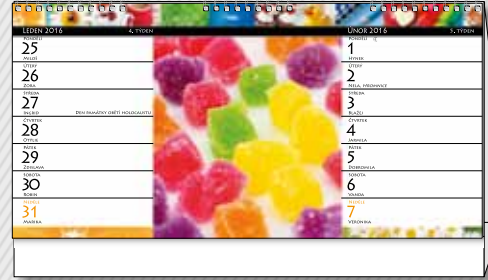 LEDEN 2016 4. TÝDEN
PONDĚLÍ
25
MILOŠ
ÚTERÝ
26
ZORA
STŘEDA
27
INGRID DEN PAMÁTKY OBĚTÍ HOLOCAUSTU
ČTVRTEK
28
OTÝLIE
PÁTEK
29
ZDISLAVA
SOBOTA
30
ROBIN
NEDĚLE
31
MARIKA
ÚNOR 2016 5. TÝDEN
PONDĚLÍ
1
HYNEK
ÚTERÝ
2
NELA, HROMNICE
STŘEDA
3
BLAŽEJ
ČTVRTEK
4
JARMILA
PÁTEK
5
DOBROMILA
SOBOTA
6
VANDA
NEDĚLE
7
VERONIKA